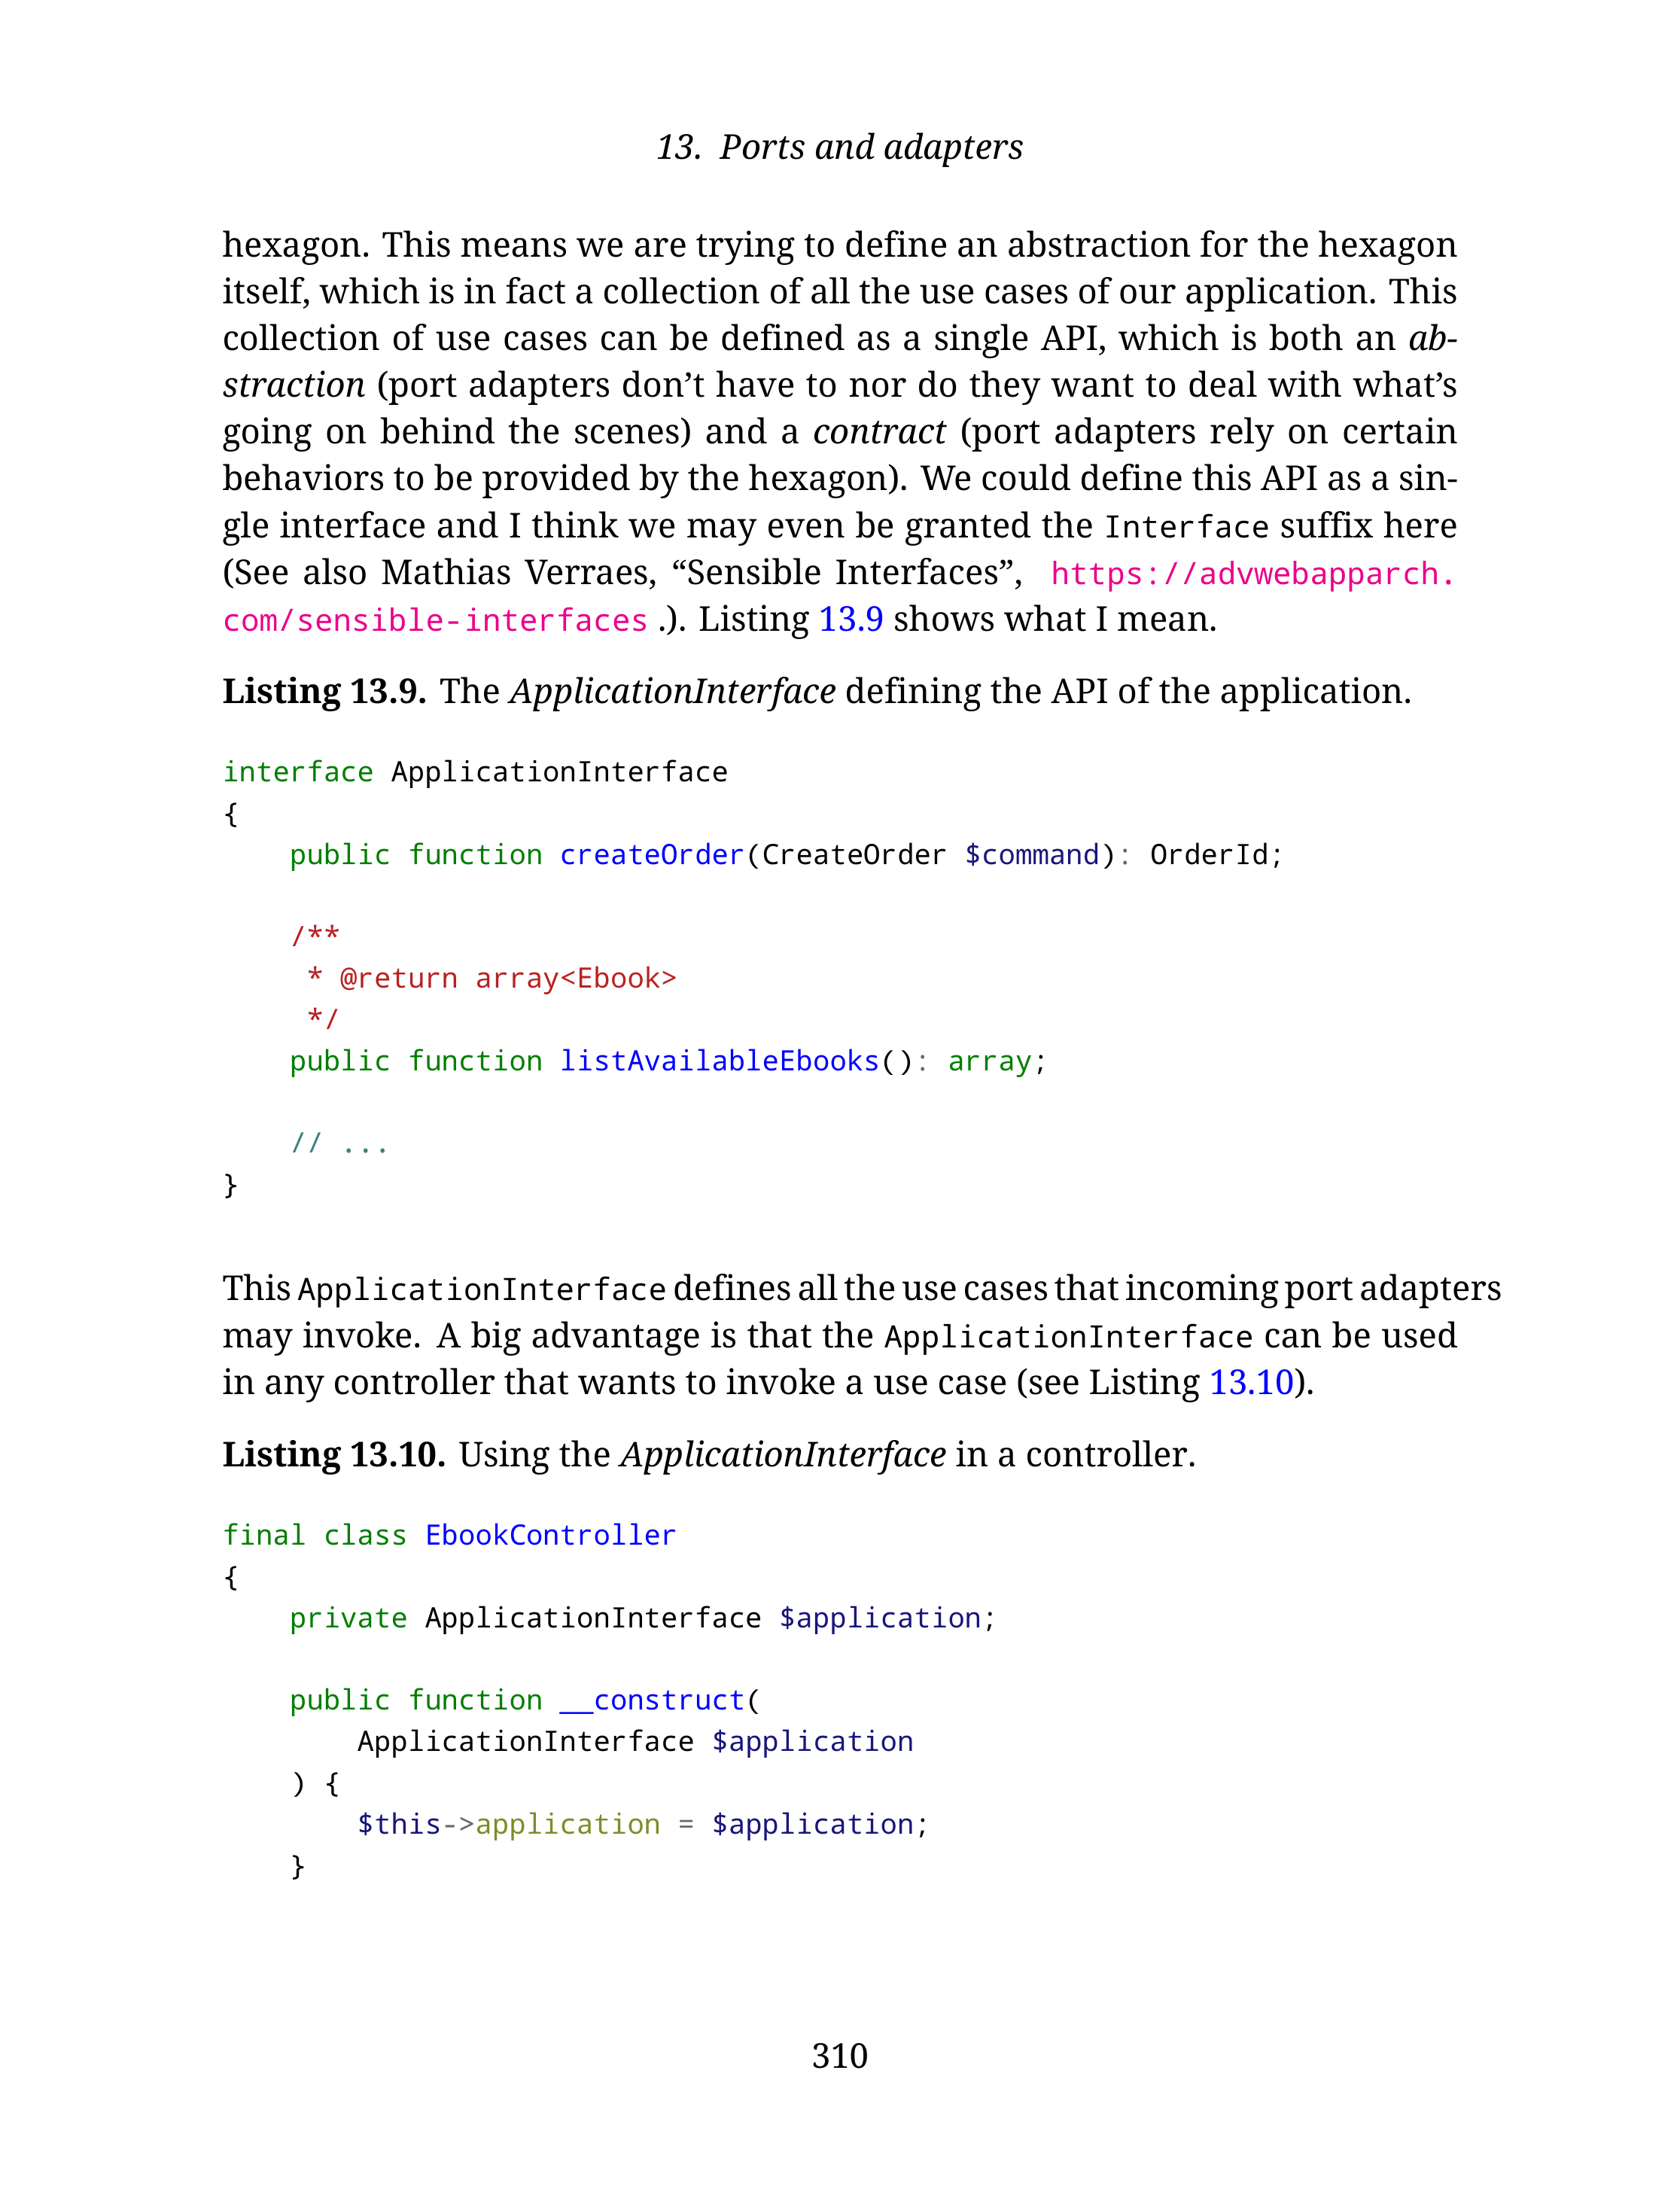 13. Ports and adapters
hexagon. This means we are trying to define an abstraction for the hexagon
itself, which is in fact a collection of all the use cases of our application. This
collection of use cases can be defined as a single API, which is both an ab-
straction (port adapters don’t have to nor do they want to deal with what’s
going on behind the scenes) and a contract (port adapters rely on certain
behaviors to be provided by the hexagon). We could define this API as a sin-
gle interface and I think we may even be granted the Interface suffix here
(See also Mathias Verraes, “Sensible Interfaces”, https://advwebapparch.
com/sensible-interfaces .). Listing 13.9 shows what I mean.
Listing 13.9. The ApplicationInterface defining the API of the application.
interface ApplicationInterface
{
    public function createOrder(CreateOrder $command): OrderId;
    /**
     * @return array<Ebook>
     */
    public function listAvailableEbooks(): array;
    // ...
}
This ApplicationInterface defines all the use cases that incoming port adapters
may invoke. A big advantage is that the ApplicationInterface can be used
in any controller that wants to invoke a use case (see Listing 13.10).
Listing 13.10. Using the ApplicationInterface in a controller.
final class EbookController
{
    private ApplicationInterface $application;
    public function __construct(
        ApplicationInterface $application
    ) {
        $this->application = $application;
    }
310